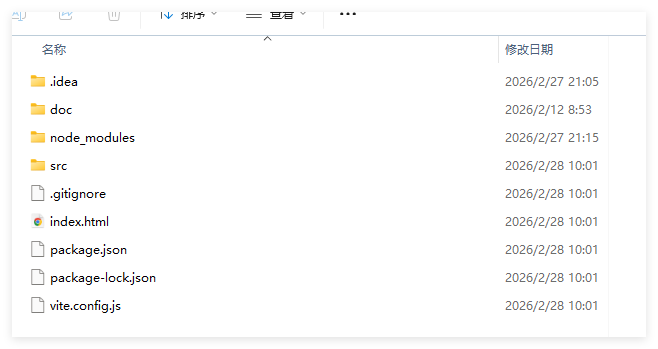 排序 查看 ...
名称 修改日期
.idea 2026/2/27 21:05
doc 2026/2/12 8:53
node_modules 2026/2/27 21:15
src 2026/2/28 10:01
.gitignore 2026/2/28 10:01
index.html 2026/2/28 10:01
package.json 2026/2/28 10:01
package-lock.json 2026/2/28 10:01
vite.config.js 2026/2/28 10:01